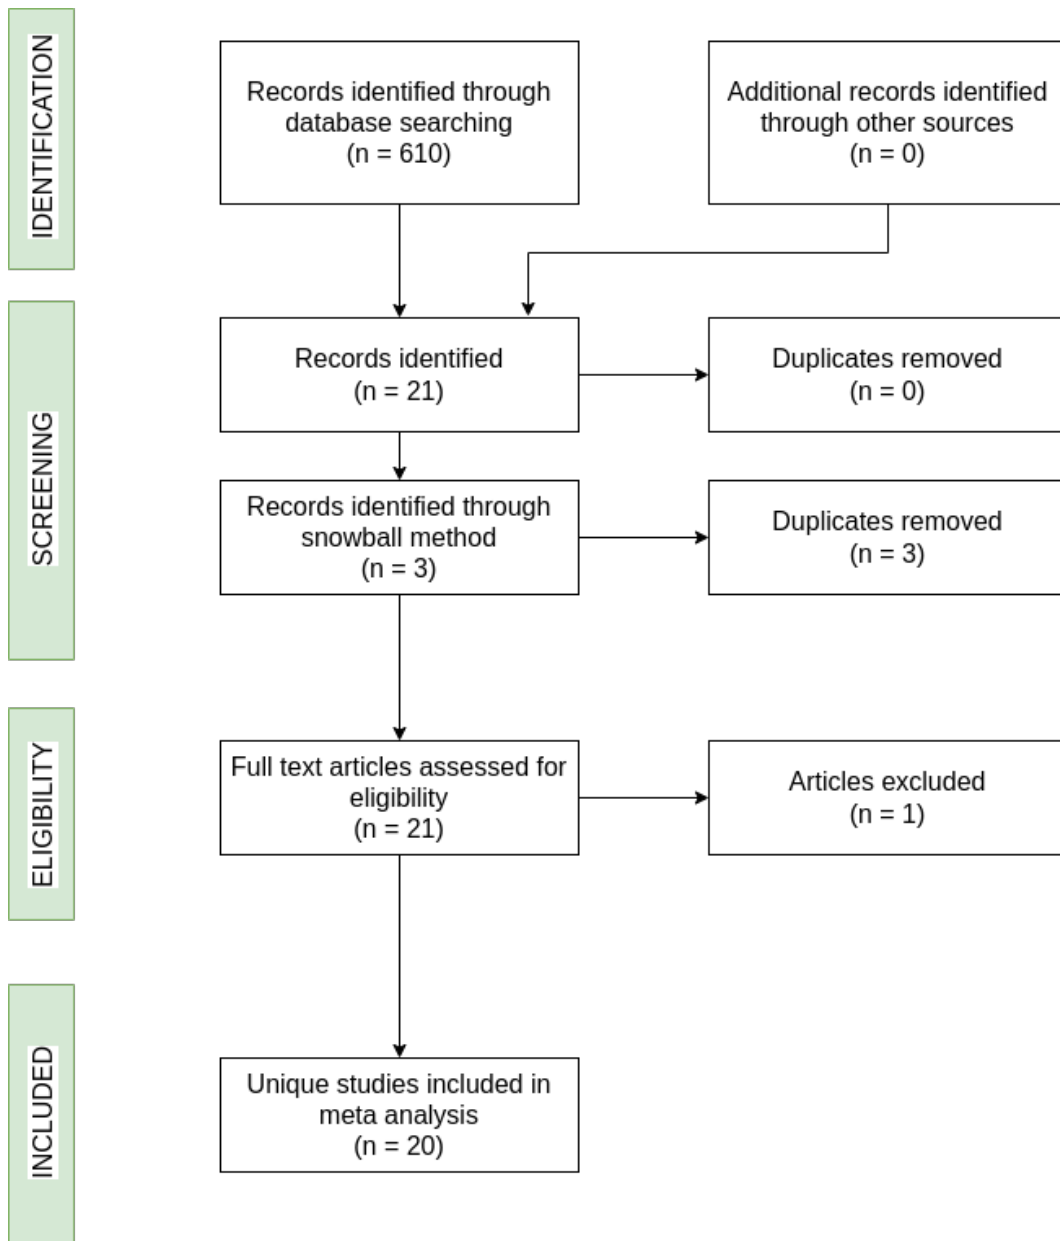 IDENTIFICATION
Records identified through
database searching
(n = 610)
Additional records identified
through other sources
(n = 0)
SCREENING
Records identified
(n = 21)
Duplicates removed
(n = 0)
Records identified through
snowball method
(n = 3)
Duplicates removed
(n = 3)
ELIGIBILITY
Full text articles assessed for
eligibility
(n = 21)
Articles excluded
(n = 1)
INCLUDED
Unique studies included in
meta analysis
(n = 20)